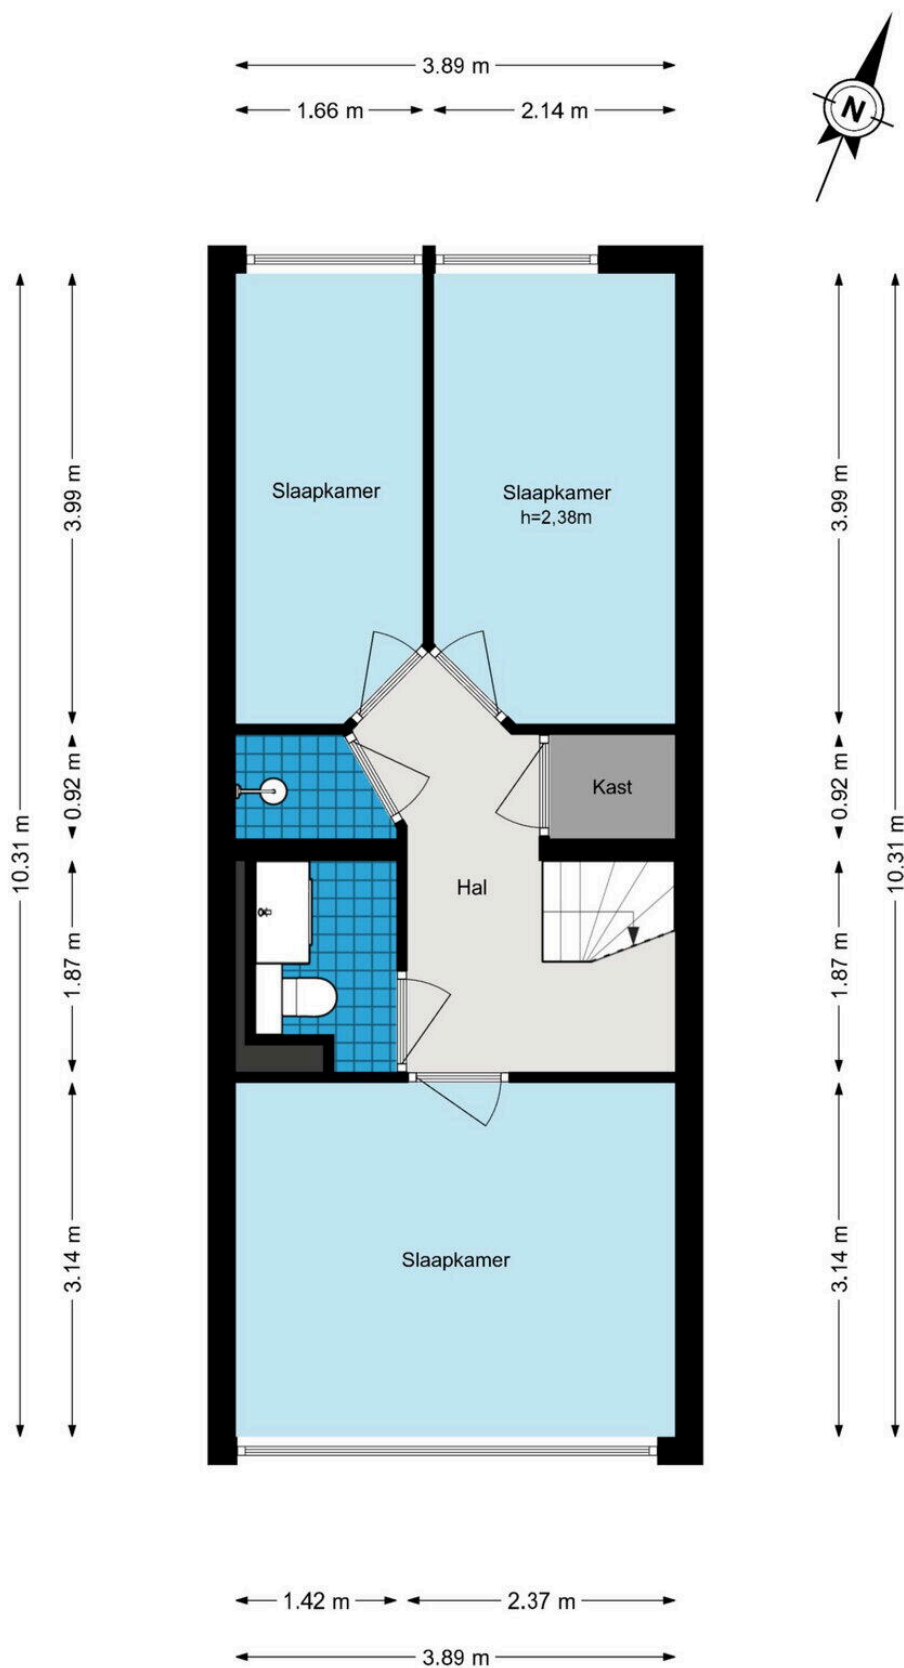 3.89 m
1.66 m
2.14 m
N
Slaapkamer
Slaapkamer
h=2,38m
3.99 m
3.99 m
0.92 m
0.92 m
Kast
10.31 m
10.31 m
Hal
1.87 m
1.87 m
3.14 m
3.14 m
Slaapkamer
1.42 m
2.37 m
3.89 m